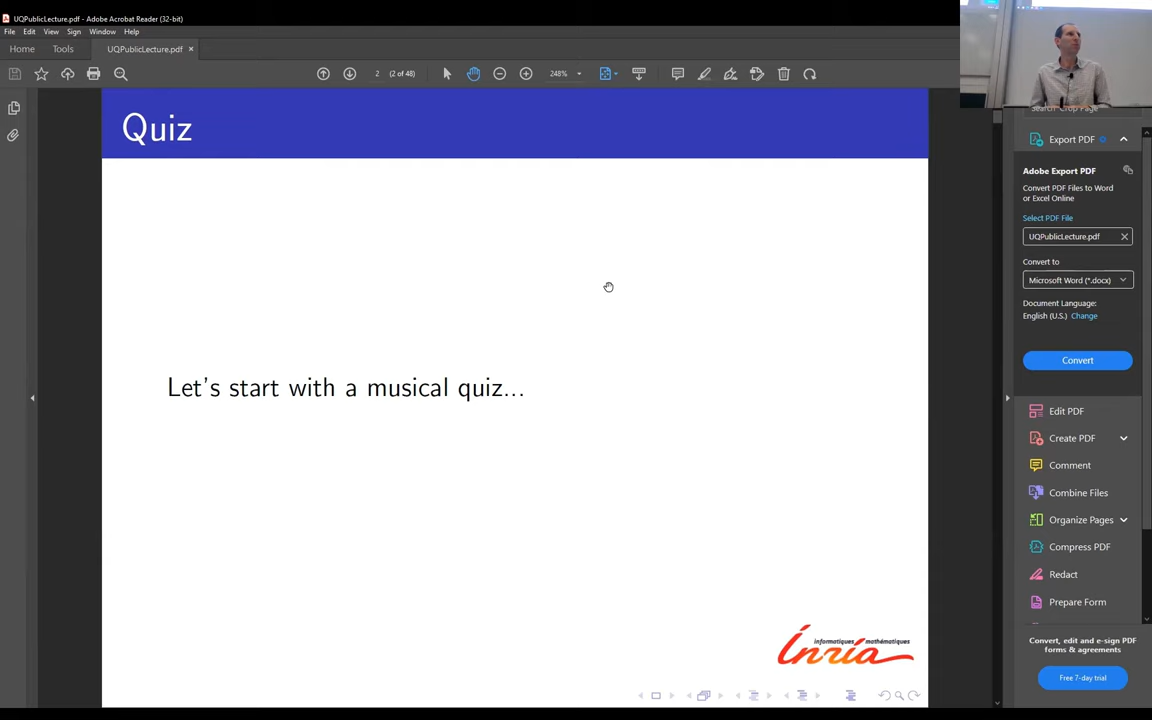 UQPublicLecture.pdf - Adobe Acrobat Reader (32-bit)
File Edit View Sign Window Help
Home Tools UQPublicLecture.pdf ×
2 (2 of 48) 248%
Quiz
Let's start with a musical quiz...
informatiques mathématiques
Inria
Search 'Crop Page'
Export PDF
Adobe Export PDF
Convert PDF Files to Word
or Excel Online
Select PDF File
UQPublicLecture.pdf
Convert to
Microsoft Word (*.docx)
Document Language:
English (U.S.) Change
Convert
Edit PDF
Create PDF
Comment
Combine Files
Organize Pages
Compress PDF
Redact
Prepare Form
Convert, edit and e-sign PDF
forms & agreements
Free 7-day trial